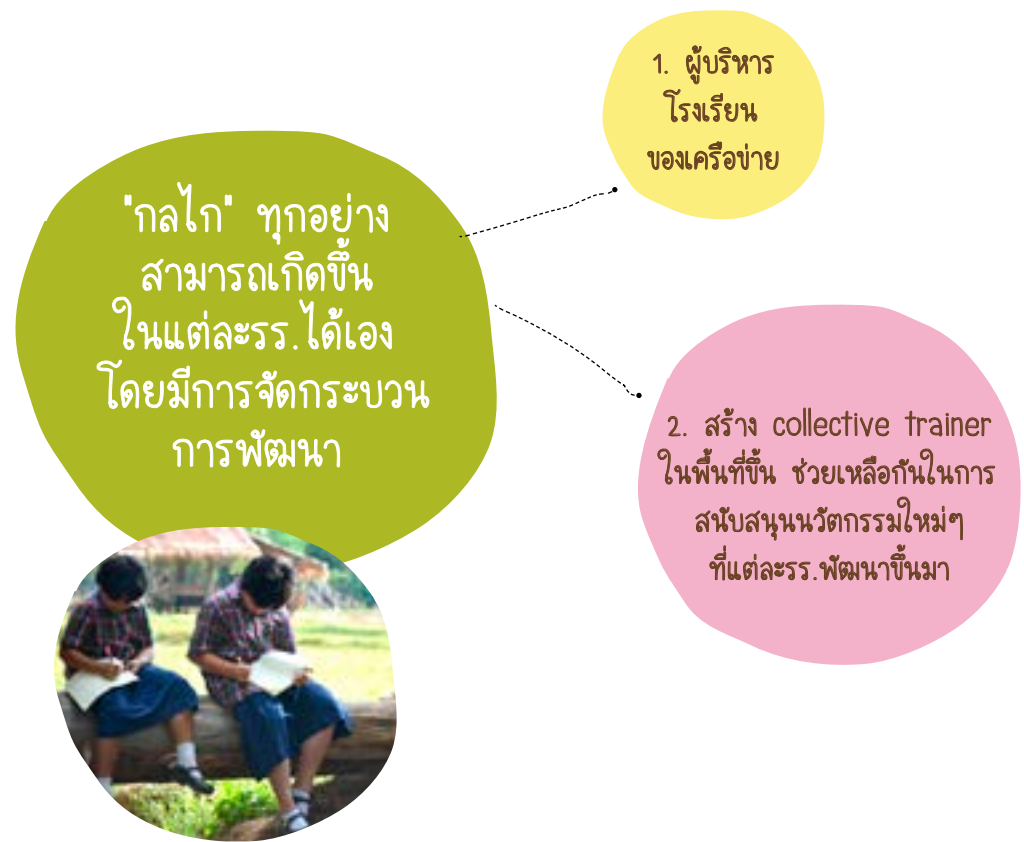 "กลไก" ทุกอย่าง
สามารถเกิดขึ้น
ในแต่ละรร.ได้เอง
โดยมีการจัดกระบวน
การพัฒนา
1. ผู้บริหาร
โรงเรียน
ของเครือข่าย
2. สร้าง collective trainer
ในพื้นที่ขึ้น ช่วยเหลือกันในการ
สนับสนุนนวัตกรรมใหม่ๆ
ที่แต่ละรร.พัฒนาขึ้นมา